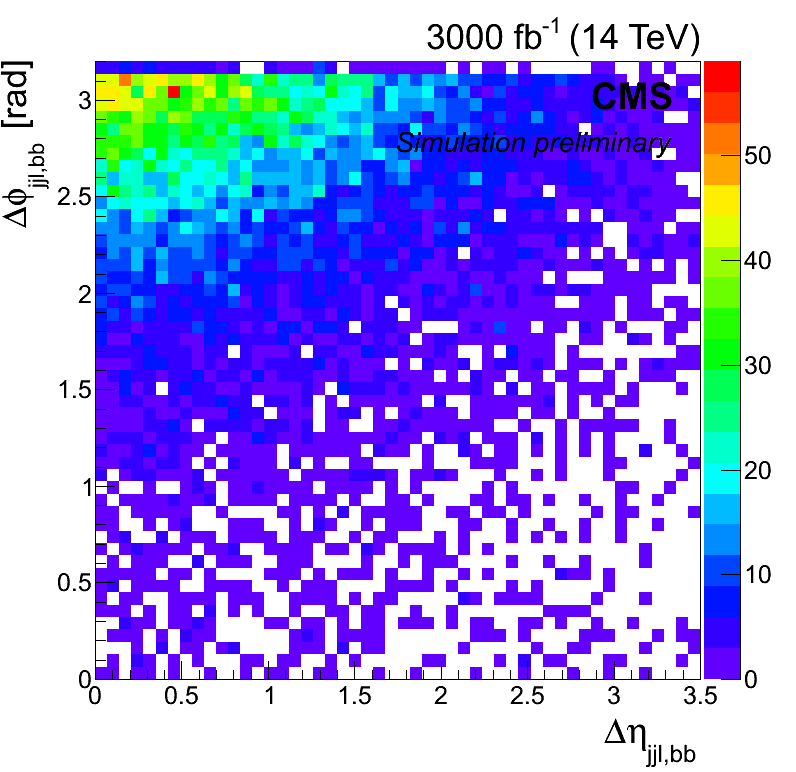 3000 fb⁻¹ (14 TeV)
CMS
Simulation preliminary
Δϕjjl,bb [rad]
3
2.5
2
1.5
1
0.5
0
0 0.5 1 1.5 2 2.5 3 3.5
Δηjjl,bb
50
40
30
20
10
0